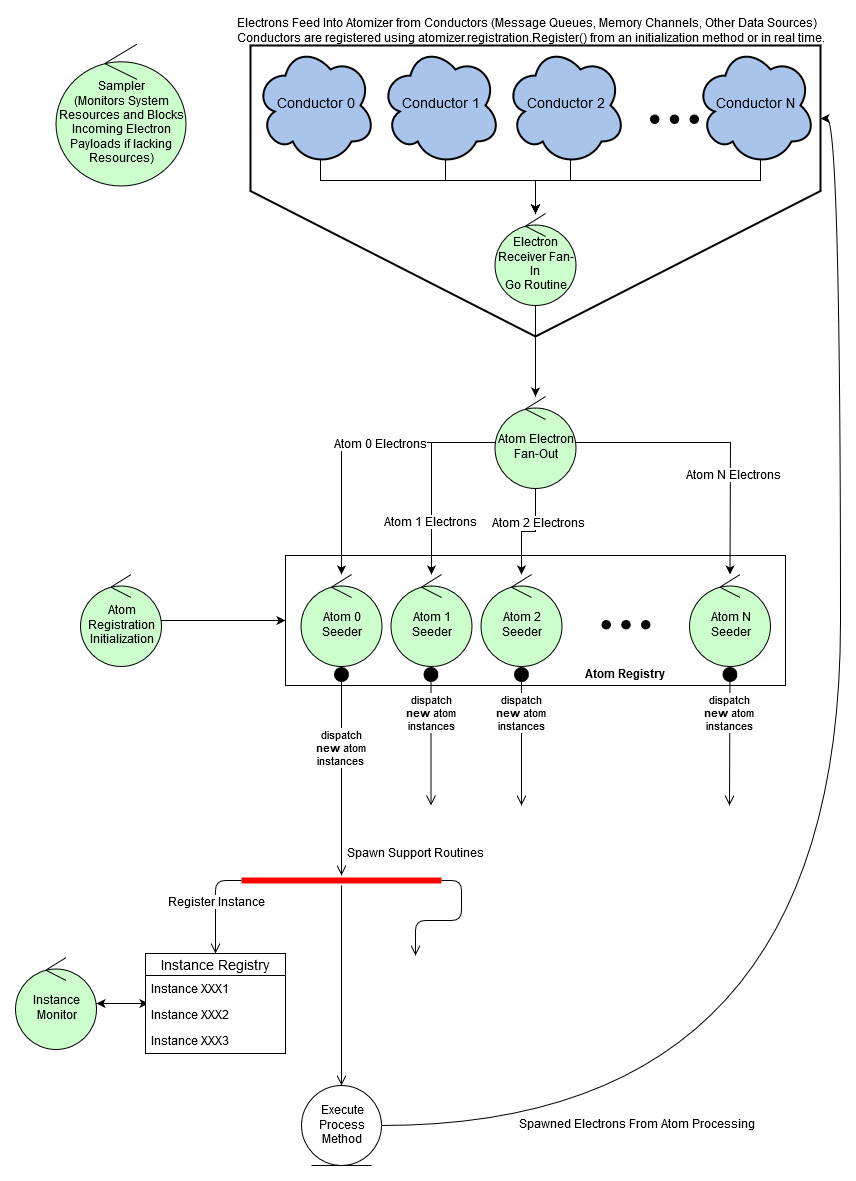 Electrons Feed Into Atomizer from Conductors (Message Queues, Memory Channels, Other Data Sources)
Conductors are registered using atomizer.registration.Register() from an initialization method or in real time.
Sampler
(Monitors System
Resources and Blocks
Incoming Electron
Payloads if lacking
Resources)
Conductor 0
Conductor 1
Conductor 2
Conductor N
Electron
Receiver Fan-
In
Go Routine
Atom Electron
Fan-Out
Atom 0 Electrons
Atom N Electrons
Atom 1 Electrons
Atom 2 Electrons
Atom
Registration
Initialization
Atom 0
Seeder
Atom 1
Seeder
Atom 2
Seeder
Atom N
Seeder
Atom Registry
dispatch
new atom
instances
dispatch
new atom
instances
dispatch
new atom
instances
dispatch
new atom
instances
Spawn Support Routines
Register Instance
Instance Registry
Instance XXX1
Instance XXX2
Instance XXX3
Instance
Monitor
Execute
Process
Method
Spawned Electrons From Atom Processing